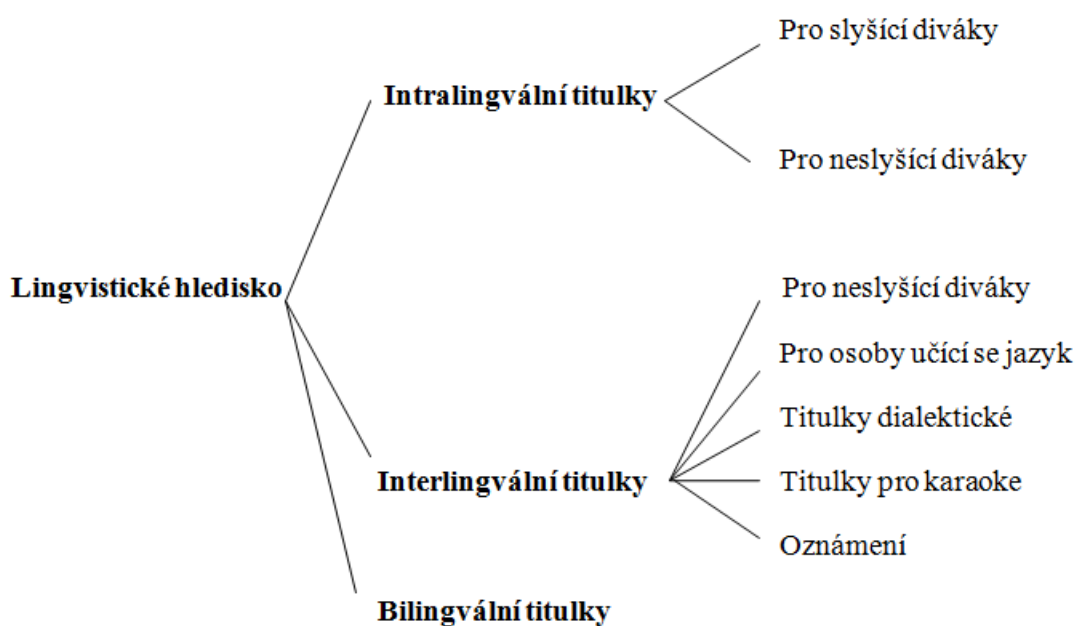 Pro slyšící diváky
Intralingvální titulky
Pro neslyšící diváky
Lingvistické hledisko
Pro neslyšící diváky
Pro osoby učící se jazyk
Titulky dialektické
Interlingvální titulky
Titulky pro karaoke
Oznámení
Bilingvální titulky